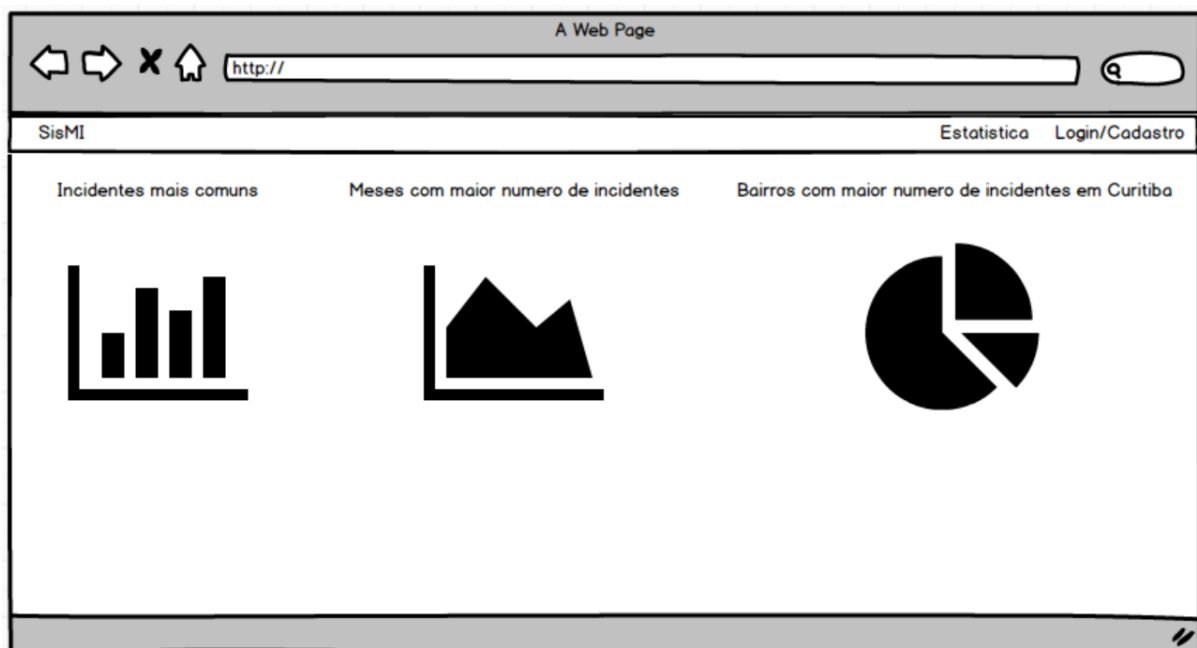 A Web Page
http://
SisMI Estatistica Login/Cadastro
Incidentes mais comuns
Meses com maior numero de incidentes
Bairros com maior numero de incidentes em Curitiba